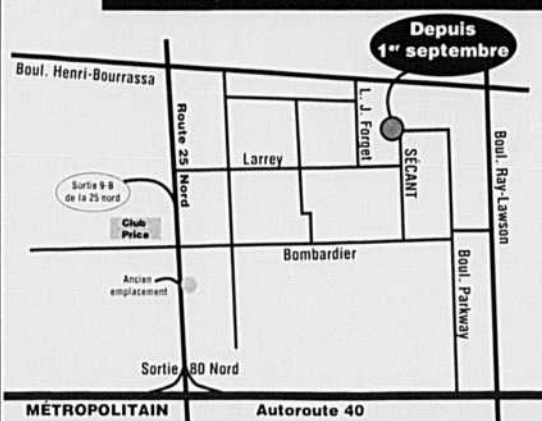 Depuis
1er septembre
Boul. Henri-Bourrassa
Route 25 Nord
L. J. Forget
SÉCANT
Boul. Ray-Lawson
Larrey
Sortie 9-B
de la 25 nord
Club
Price
Bombardier
Boul. Parkway
Ancien
emplacement
Sortie 80 Nord
MÉTROPOLITAIN Autoroute 40